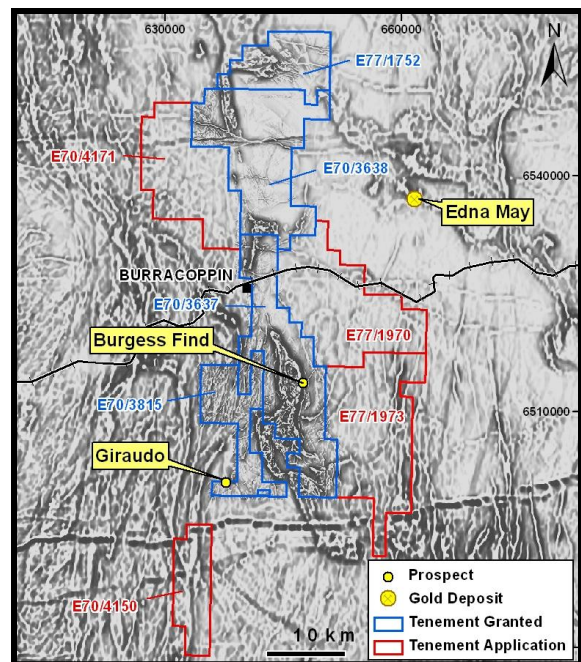 630000
660000
N
E77/1752
E70/4171
E70/3638
6540000
Edna May
BURRACOPPIN
E70/3637
Burgess Find
E77/1970
E70/3815
E77/1973
6510000
Giraudo
E70/4150
Prospect
Gold Deposit
Tenement Granted
Tenement Application
10 km